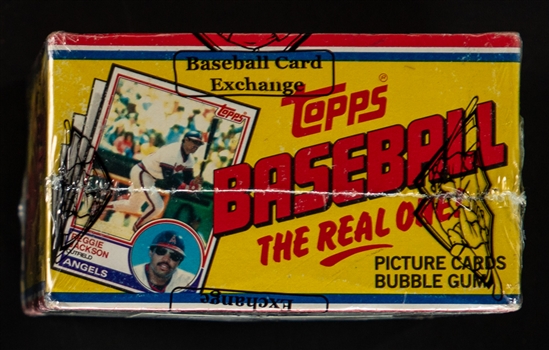 Baseball Card
Exchange
Topps®
BASEBALL
THE REAL ONE!
Topps
REGGIE
JACKSON
OUTFIELD
ANGELS
PICTURE CARDS
BUBBLE GUM
Exchange